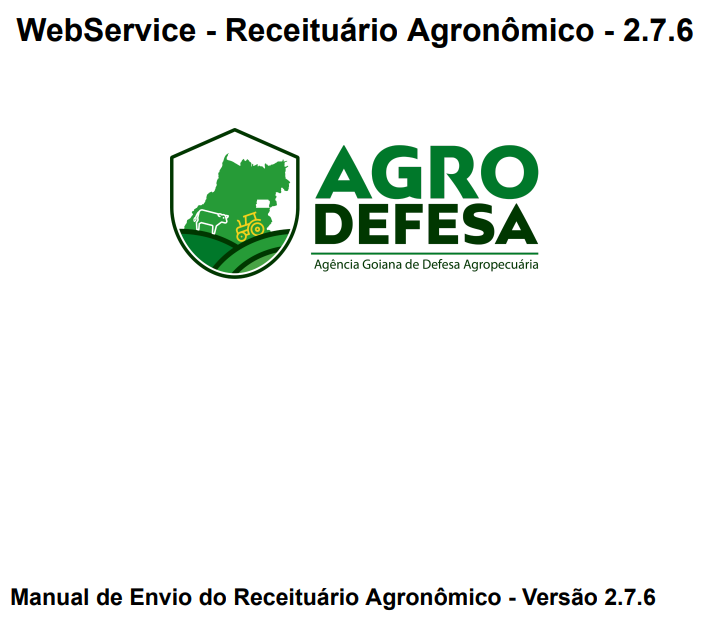 WebService - Receituário Agronômico - 2.7.6
AGRO
DEFESA
Agência Goiana de Defesa Agropecuária
Manual de Envio do Receituário Agronômico - Versão 2.7.6